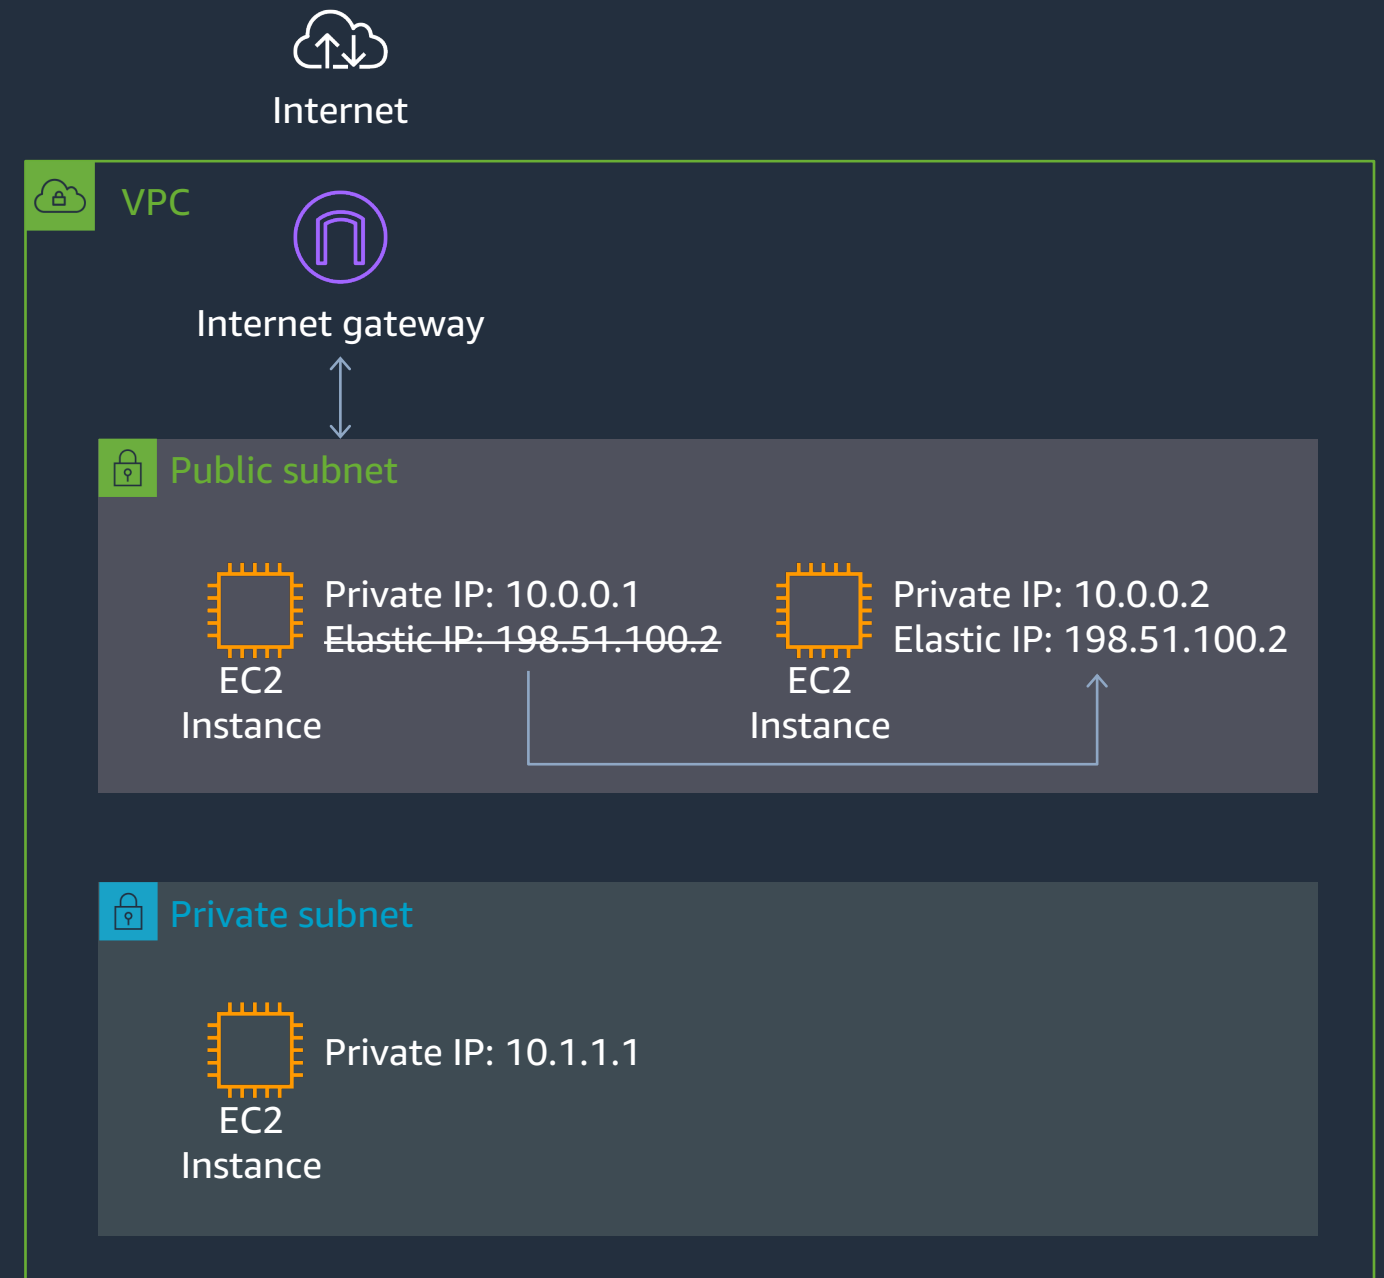 Internet
VPC
Internet gateway
Public subnet
Private IP: 10.0.0.1
Elastic IP: 198.51.100.2
EC2
Instance
Private IP: 10.0.0.2
Elastic IP: 198.51.100.2
EC2
Instance
Private subnet
Private IP: 10.1.1.1
EC2
Instance